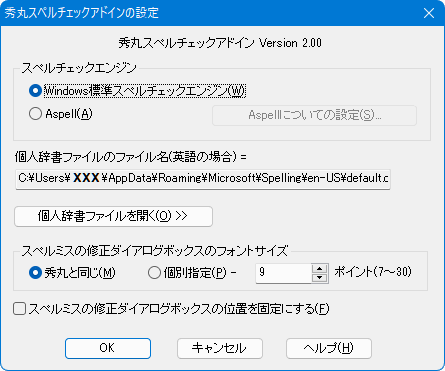 秀丸スペルチェックアドインの設定
秀丸スペルチェックアドイン Version 2.00
スペルチェックエンジン
Windows標準スペルチェックエンジン(W)
Aspell(A)
Aspellについての設定(S)...
個人辞書ファイルのファイル名(英語の場合) =
C:¥Users¥ XXX ¥AppData¥Roaming¥Microsoft¥Spelling¥en-US¥default.d
個人辞書ファイルを開く(O) >>
スペルミスの修正ダイアログボックスのフォントサイズ
秀丸と同じ(M)
個別指定(P) -
9
ポイント(7～30)
スペルミスの修正ダイアログボックスの位置を固定にする(F)
OK
キャンセル
ヘルプ(H)